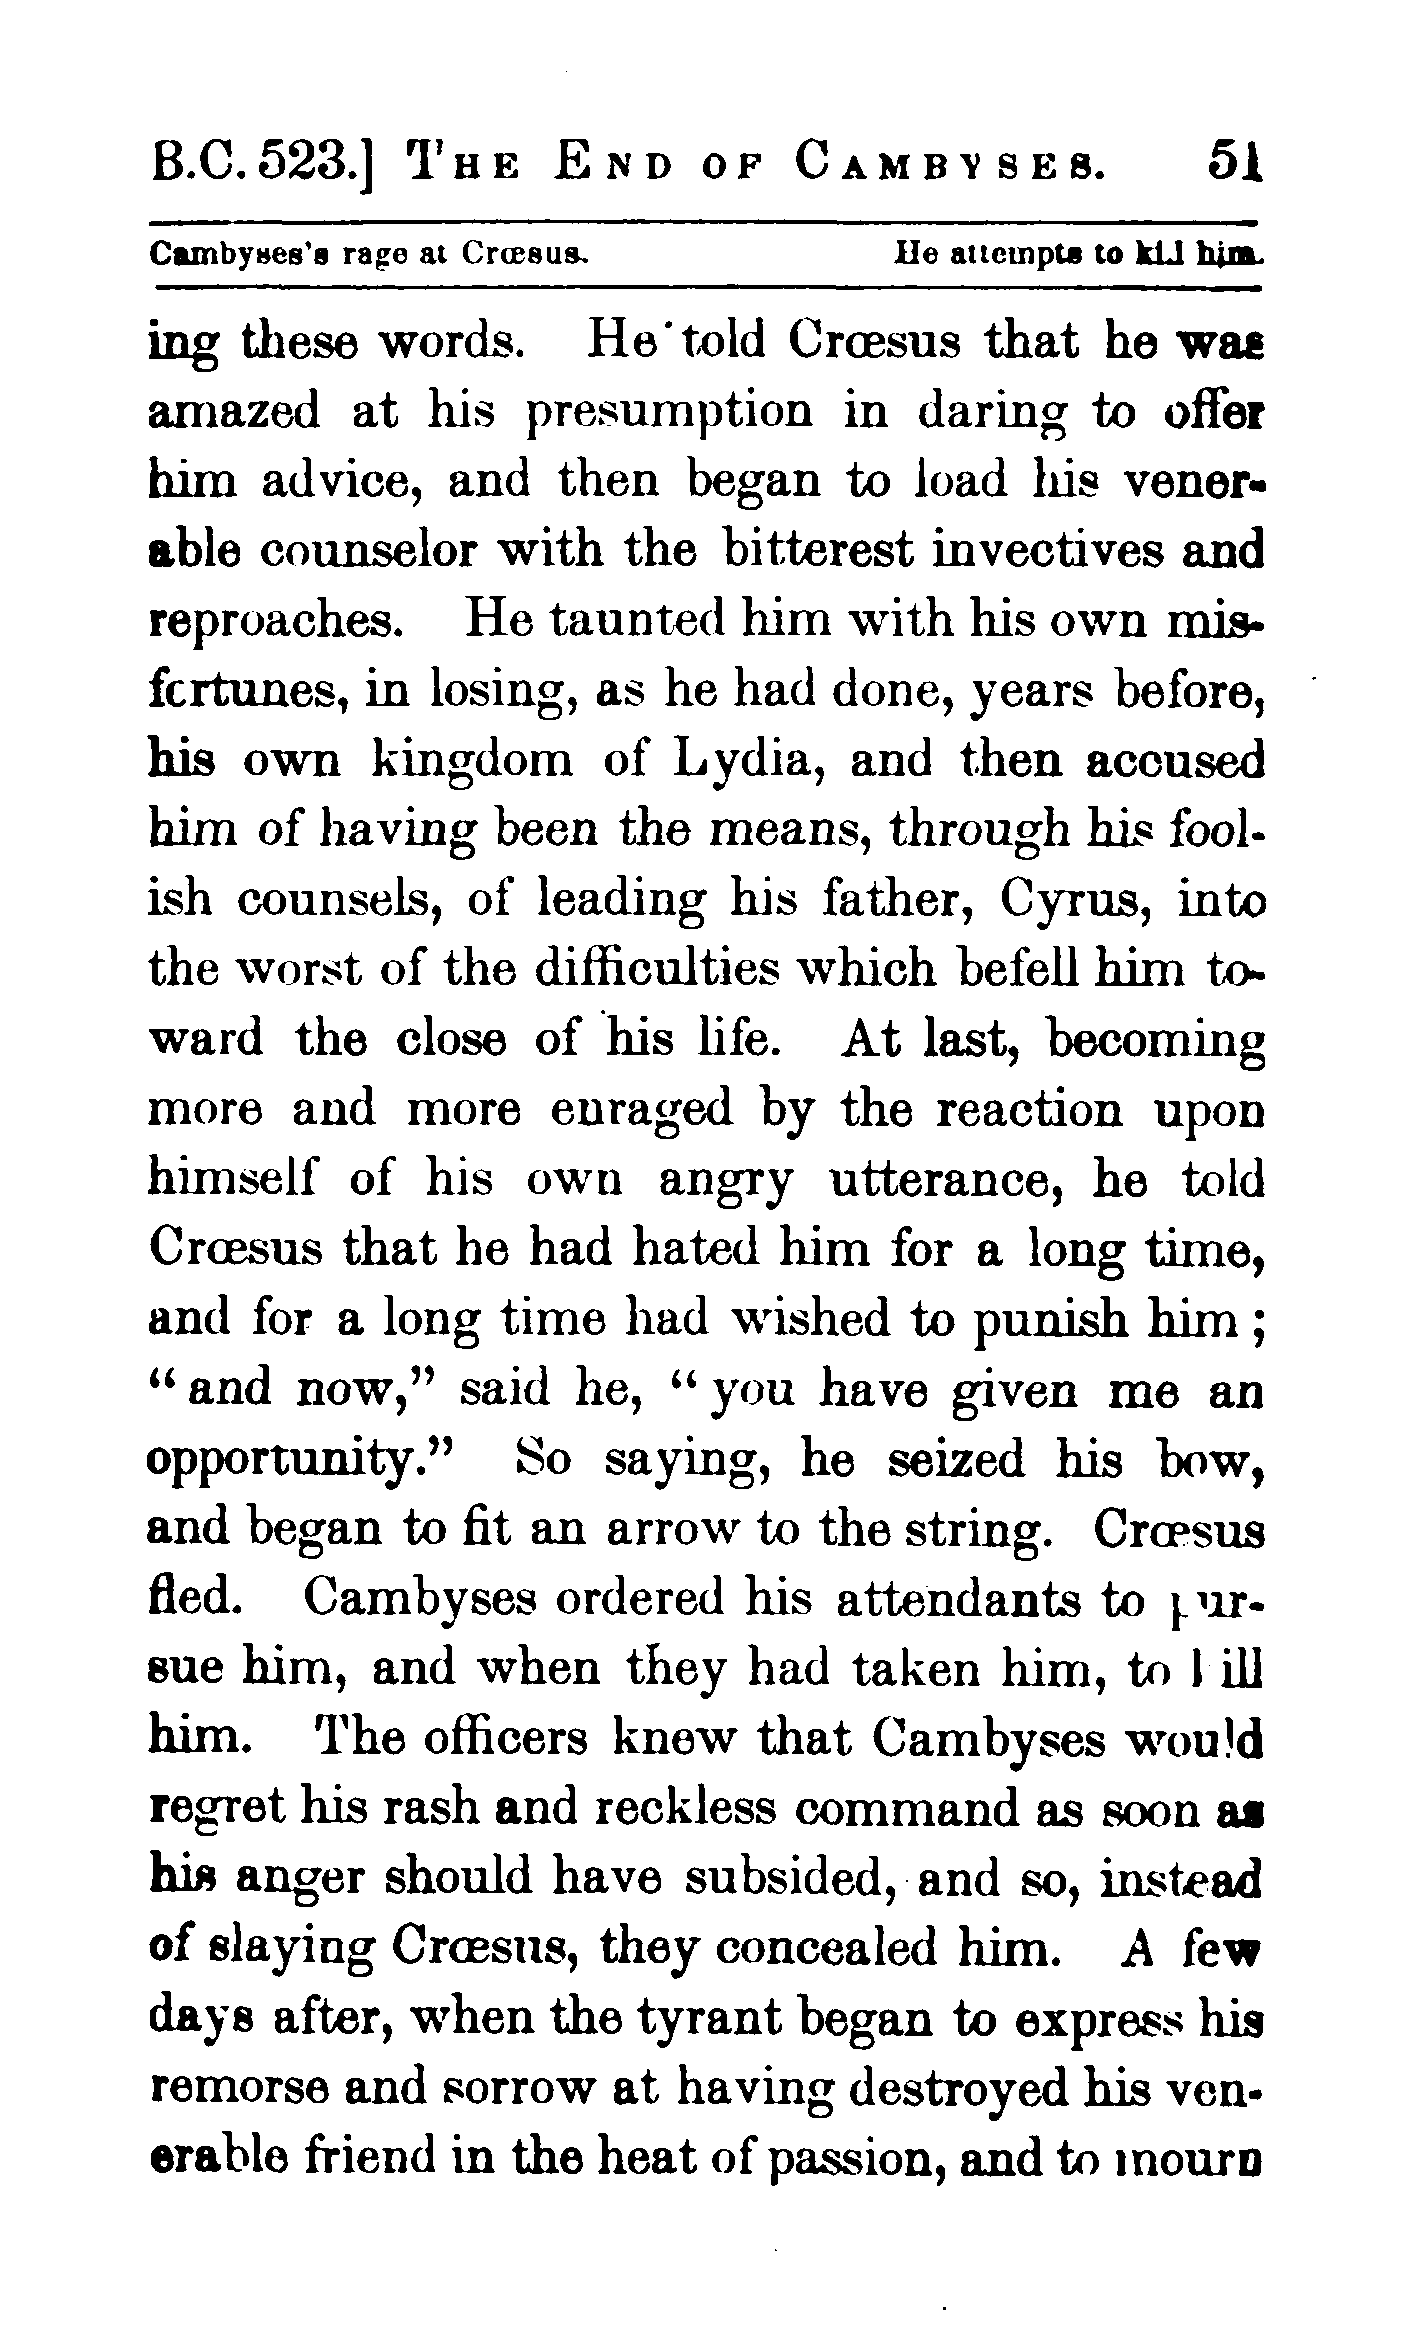 B.C. 523.] THE END OF CAMBYSES. 51
Cambyses's rage at Crœsus. He attempts to kill him.
ing these words. He told Crœsus that he was
amazed at his presumption in daring to offer
him advice, and then began to load his vener-
able counselor with the bitterest invectives and
reproaches. He taunted him with his own mis-
fortunes, in losing, as he had done, years before,
his own kingdom of Lydia, and then accused
him of having been the means, through his fool-
ish counsels, of leading his father, Cyrus, into
the worst of the difficulties which befell him to-
ward the close of his life. At last, becoming
more and more enraged by the reaction upon
himself of his own angry utterance, he told
Crœsus that he had hated him for a long time,
and for a long time had wished to punish him;
"and now," said he, "you have given me an
opportunity." So saying, he seized his bow,
and began to fit an arrow to the string. Crœsus
fled. Cambyses ordered his attendants to pur-
sue him, and when they had taken him, to kill
him. The officers knew that Cambyses would
regret his rash and reckless command as soon as
his anger should have subsided, and so, instead
of slaying Crœsus, they concealed him. A few
days after, when the tyrant began to express his
remorse and sorrow at having destroyed his ven-
erable friend in the heat of passion, and to mourn